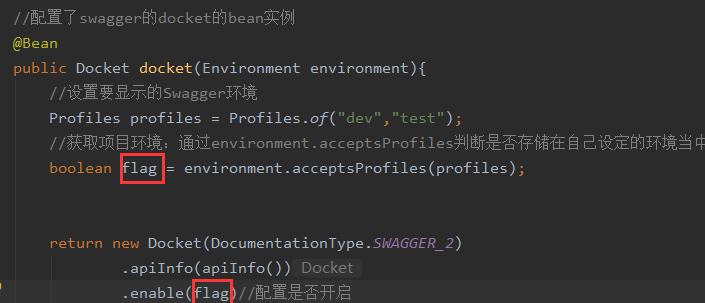 //配置了swagger的docket的bean实例
@Bean
public Docket docket(Environment environment){
//设置要显示的Swagger环境
Profiles profiles = Profiles.of("dev","test");
//获取项目环境：通过environment.acceptsProfiles判断是否存储在自己设定的环境当中
boolean flag = environment.acceptsProfiles(profiles);
return new Docket(DocumentationType.SWAGGER_2)
.apiInfo(apiInfo()) Docket
.enable(flag)//配置是否开启